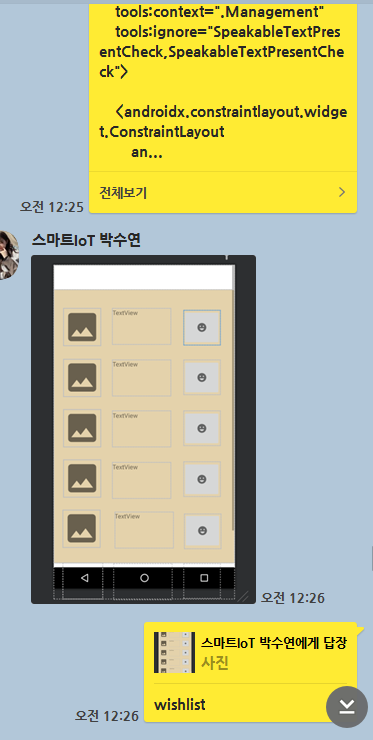 tools:context=".Management"
tools:ignore="SpeakableTextPres
entCheck,SpeakableTextPresentChe
ck">
<androidx.constraintlayout.widge
t.ConstraintLayout
an...
전체보기
오전 12:25
스마트IoT 박수연
TextView
TextView
TextView
TextView
TextView
오전 12:26
스마트IoT 박수연에게 답장
사진
wishlist
오전 12:26